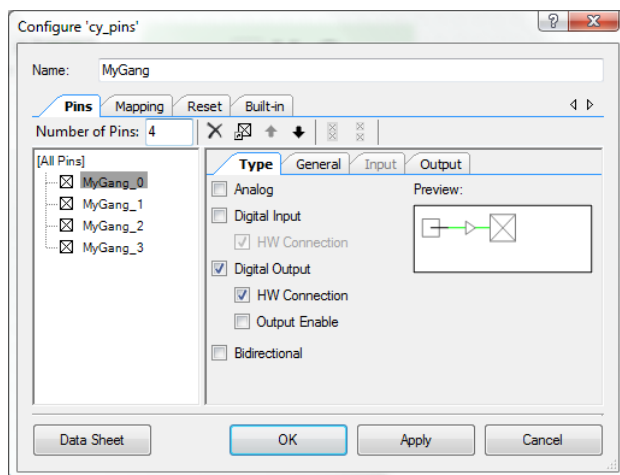 Configure 'cy_pins'
Name: MyGang
Pins Mapping Reset Built-in
Number of Pins: 4
[All Pins]
MyGang_0
MyGang_1
MyGang_2
MyGang_3
Type General Input Output
Analog
Digital Input
HW Connection
Digital Output
HW Connection
Output Enable
Bidirectional
Preview:
Data Sheet OK Apply Cancel